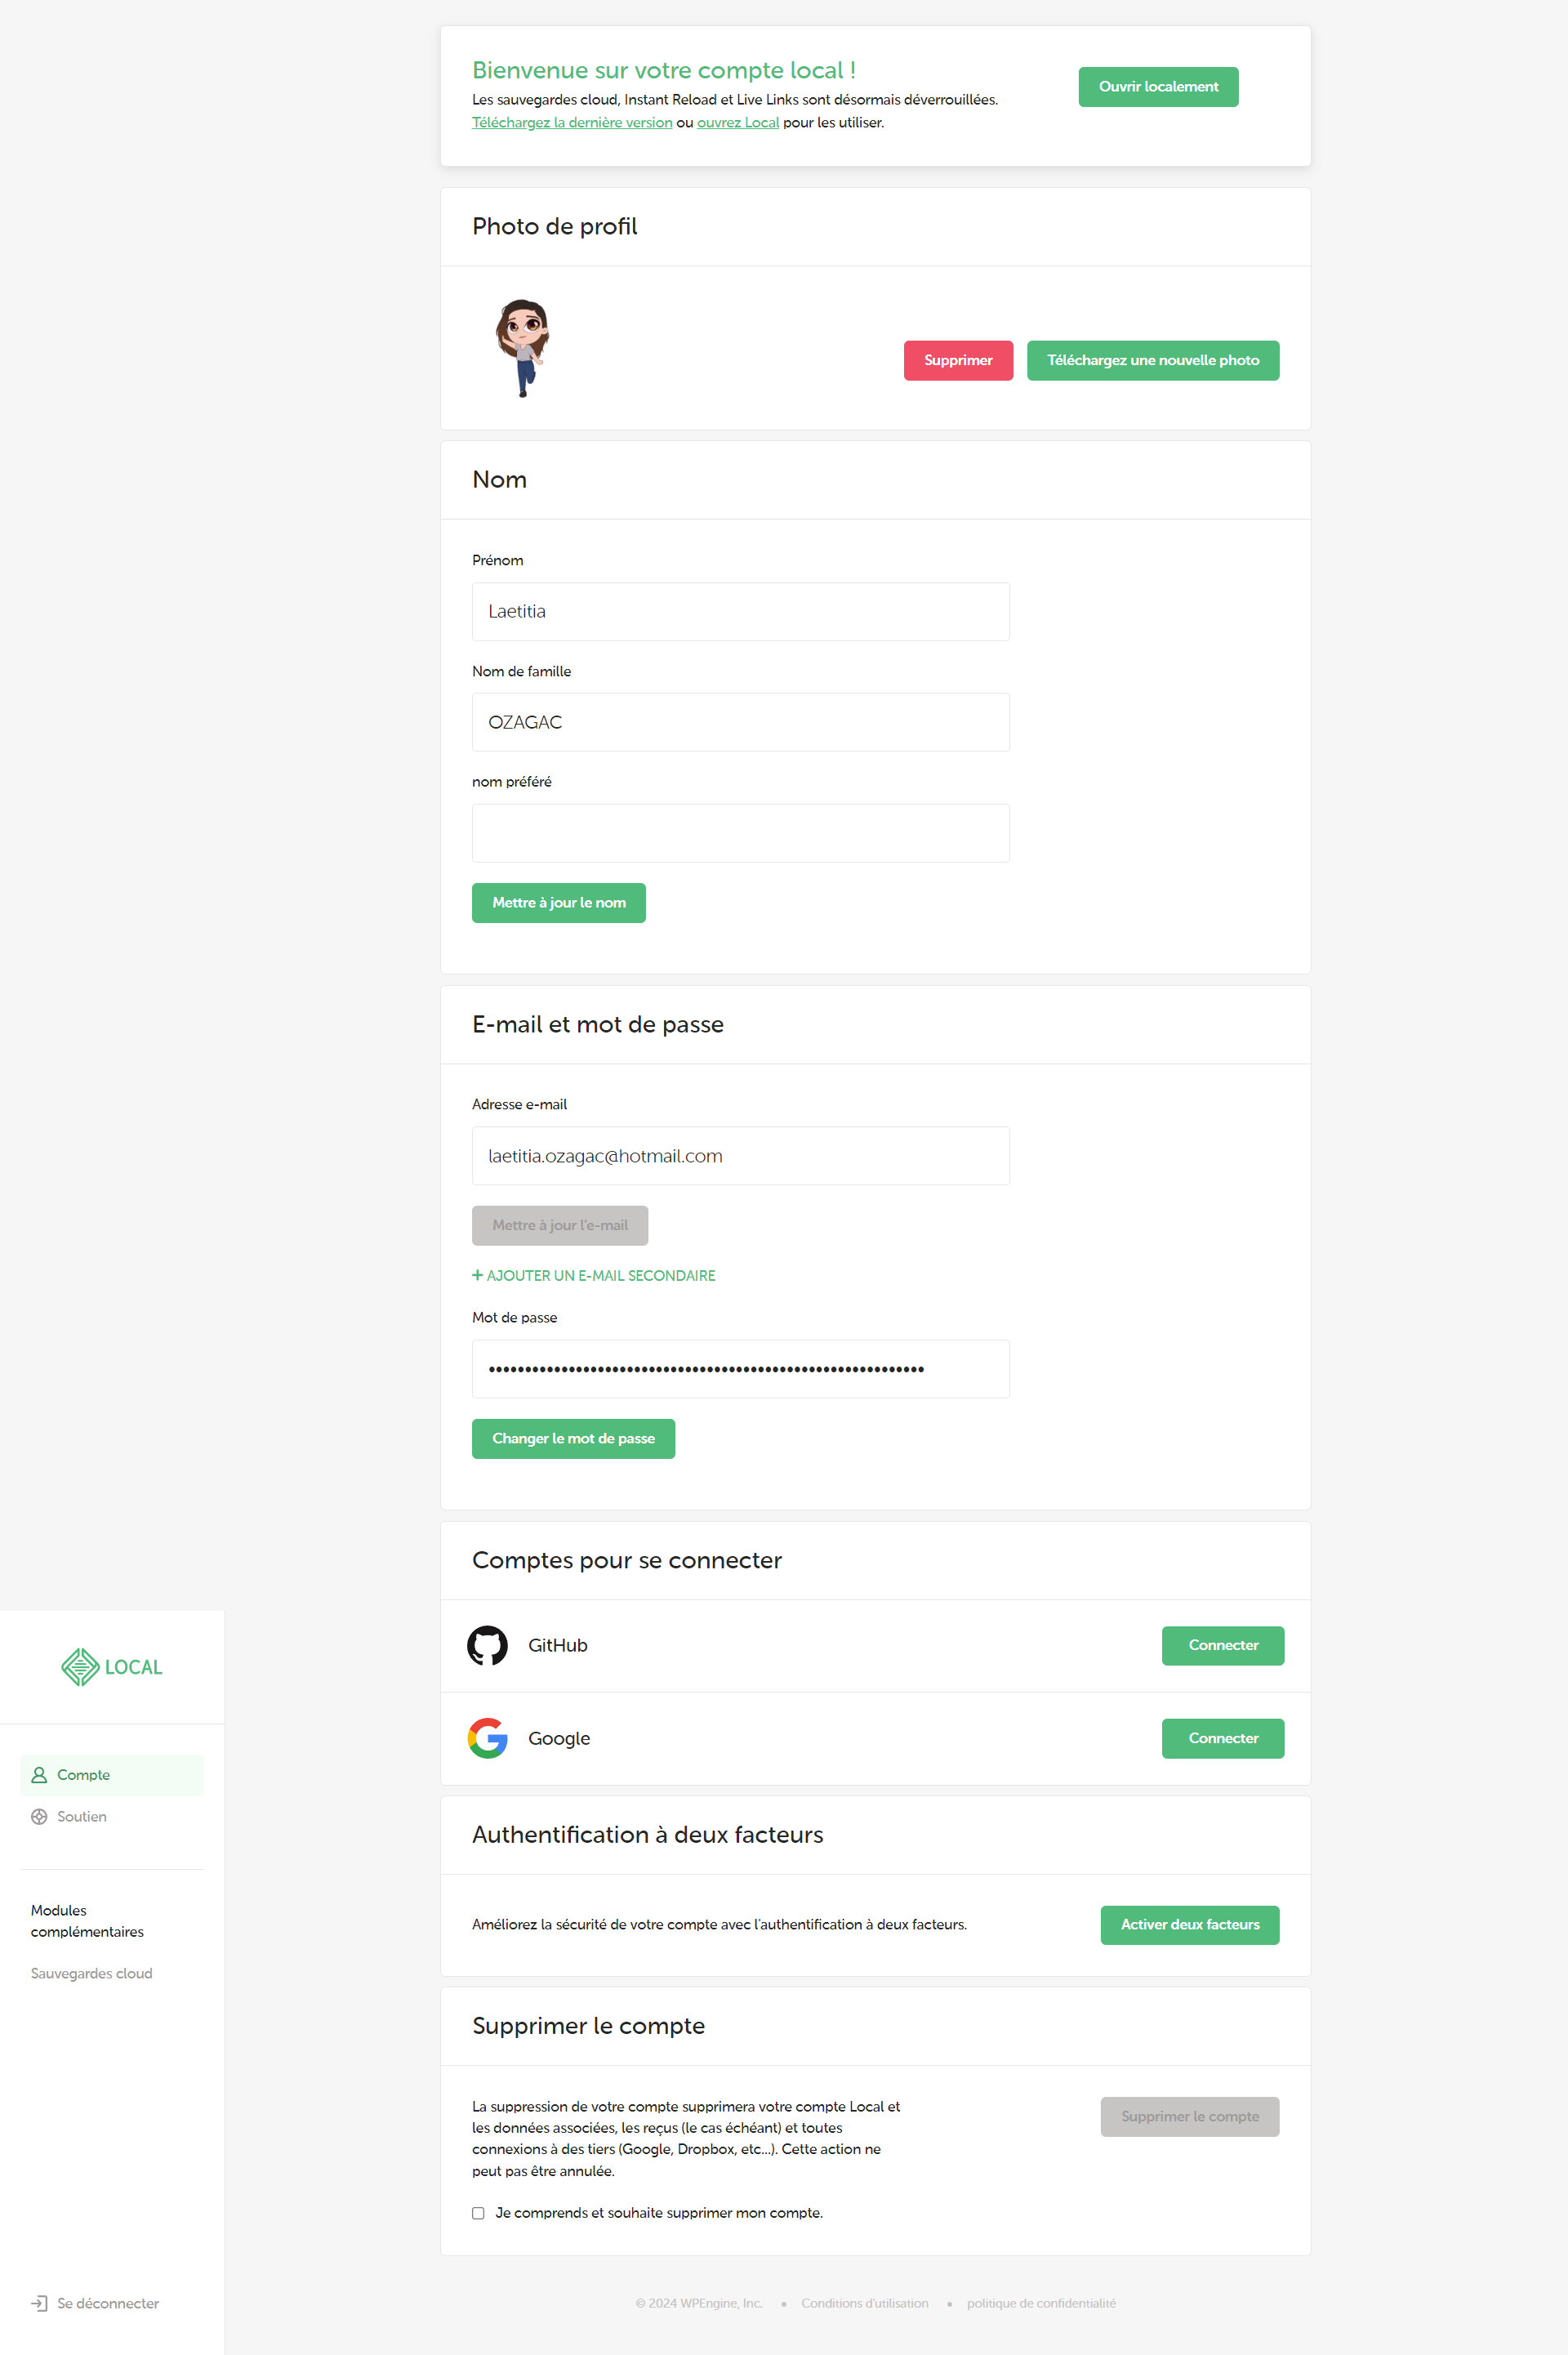 Bienvenue sur votre compte local !
Les sauvegardes cloud, Instant Reload et Live Links sont désormais déverrouillées.
Téléchargez la dernière version ou ouvrez Local pour les utiliser.
Ouvrir localement
Photo de profil
Supprimer
Téléchargez une nouvelle photo
Nom
Prénom
Laetitia
Nom de famille
OZAGAC
nom préféré
Mettre à jour le nom
E-mail et mot de passe
Adresse e-mail
laetitia.ozagac@hotmail.com
Mettre à jour l'e-mail
+ AJOUTER UN E-MAIL SECONDAIRE
Mot de passe
Changer le mot de passe
Comptes pour se connecter
GitHub
Connecter
Google
Connecter
Authentification à deux facteurs
Améliorez la sécurité de votre compte avec l'authentification à deux facteurs.
Activer deux facteurs
Supprimer le compte
La suppression de votre compte supprimera votre compte Local et
les données associées, les reçus (le cas échéant) et toutes
connexions à des tiers (Google, Dropbox, etc...). Cette action ne
peut pas être annulée.
Supprimer le compte
Je comprends et souhaite supprimer mon compte.
LOCAL
Compte
Soutien
Modules
complémentaires
Sauvegardes cloud
Se déconnecter
© 2024 WPEngine, Inc. • Conditions d'utilisation • politique de confidentialité